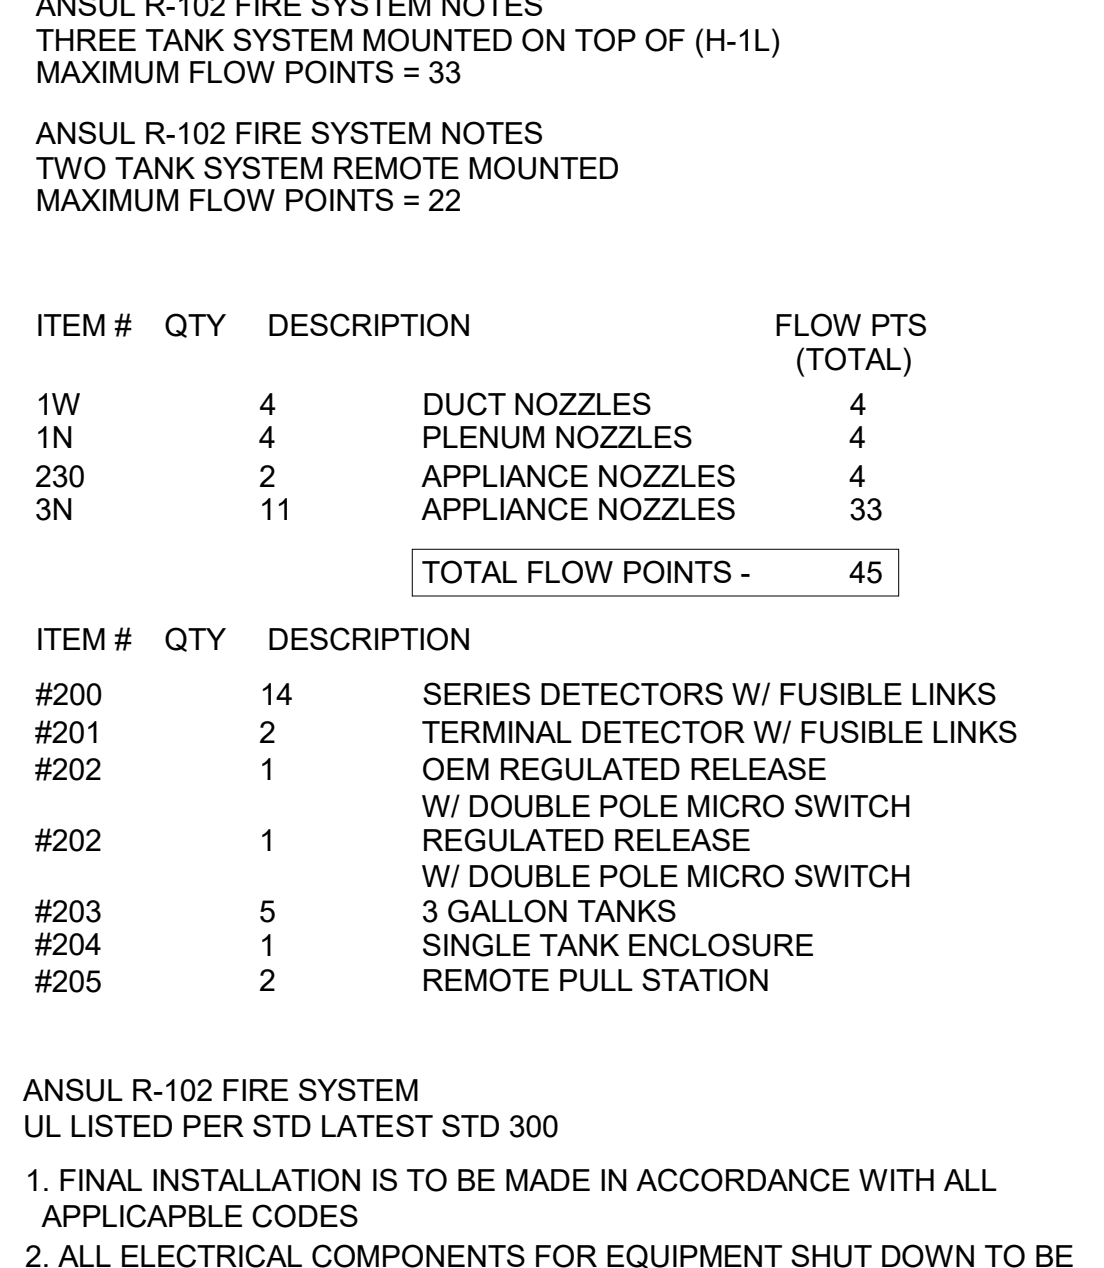 ANSUL R-102 FIRE SYSTEM NOTES
THREE TANK SYSTEM MOUNTED ON TOP OF (H-1L)
MAXIMUM FLOW POINTS = 33
ANSUL R-102 FIRE SYSTEM NOTES
TWO TANK SYSTEM REMOTE MOUNTED
MAXIMUM FLOW POINTS = 22
ITEM # QTY DESCRIPTION FLOW PTS
(TOTAL)
1W 4 DUCT NOZZLES 4
1N 4 PLENUM NOZZLES 4
230 2 APPLIANCE NOZZLES 4
3N 11 APPLIANCE NOZZLES 33
TOTAL FLOW POINTS - 45
ITEM # QTY DESCRIPTION
#200 14 SERIES DETECTORS W/ FUSIBLE LINKS
#201 2 TERMINAL DETECTOR W/ FUSIBLE LINKS
#202 1 OEM REGULATED RELEASE
W/ DOUBLE POLE MICRO SWITCH
#202 1 REGULATED RELEASE
W/ DOUBLE POLE MICRO SWITCH
#203 5 3 GALLON TANKS
#204 1 SINGLE TANK ENCLOSURE
#205 2 REMOTE PULL STATION
ANSUL R-102 FIRE SYSTEM
UL LISTED PER STD LATEST STD 300
1. FINAL INSTALLATION IS TO BE MADE IN ACCORDANCE WITH ALL
APPLICAPBLE CODES
2. ALL ELECTRICAL COMPONENTS FOR EQUIPMENT SHUT DOWN TO BE